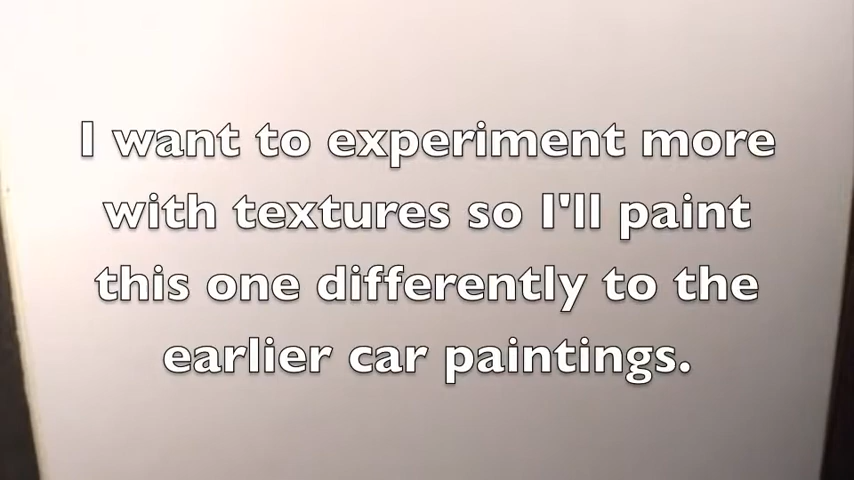 I want to experiment more
with textures so I'll paint
this one differently to the
earlier car paintings.